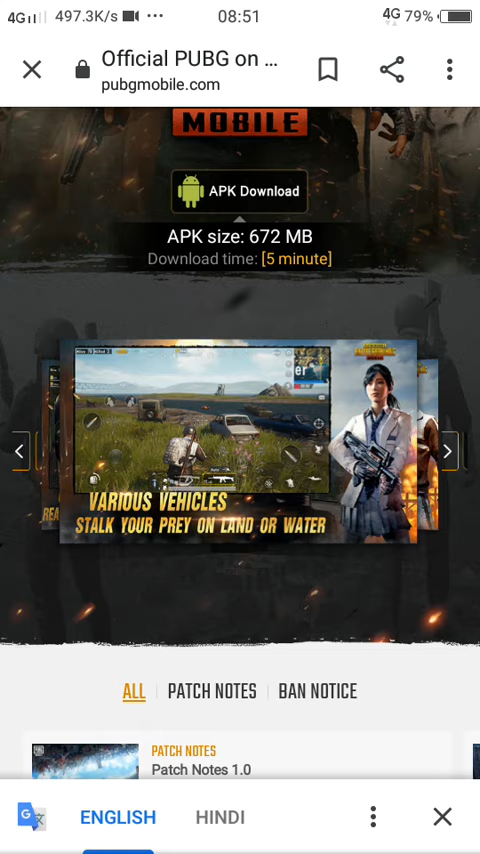 4G 497.3K/s ... 08:51 4G 79%
Official PUBG on ...
pubgmobile.com
MOBILE
APK Download
APK size: 672 MB
Download time: [5 minute]
VARIOUS VEHICLES
STALK YOUR PREY ON LAND OR WATER
ALL | PATCH NOTES | BAN NOTICE
PATCH NOTES
Patch Notes 1.0
ENGLISH HINDI